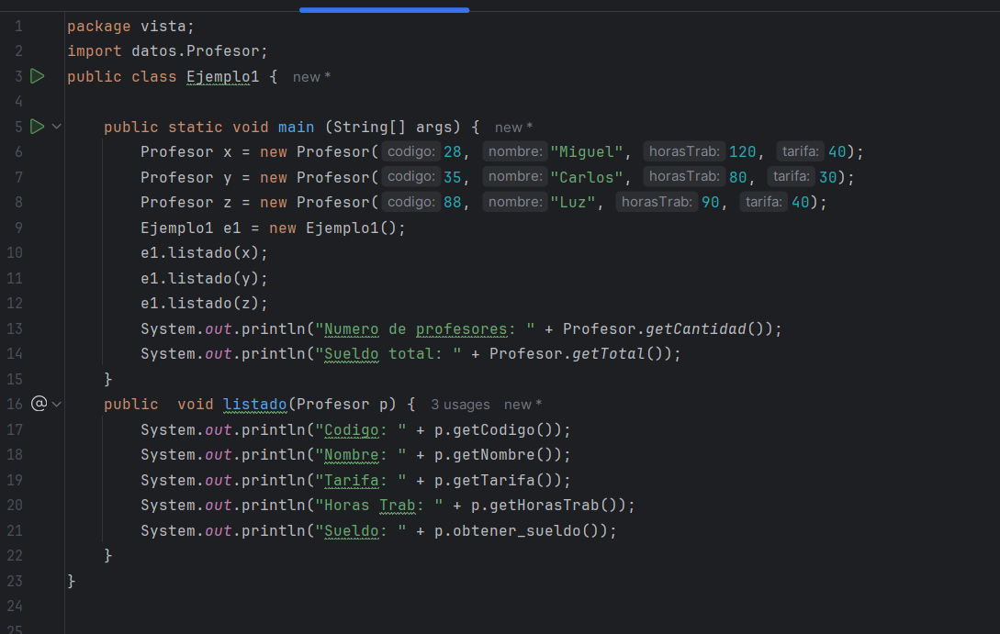 1 package vista;
2 import datos.Profesor;
3 public class Ejemplo1 { new *
4
5 public static void main (String[] args) { new *
6 Profesor x = new Profesor( codigo: 28, nombre: "Miguel", horasTrab: 120, tarifa: 40);
7 Profesor y = new Profesor( codigo: 35, nombre: "Carlos", horasTrab: 80, tarifa: 30);
8 Profesor z = new Profesor( codigo: 88, nombre: "Luz", horasTrab: 90, tarifa: 40);
9 Ejemplo1 e1 = new Ejemplo1();
10 e1.listado(x);
11 e1.listado(y);
12 e1.listado(z);
13 System.out.println("Numero de profesores: " + Profesor.getCantidad());
14 System.out.println("Sueldo total: " + Profesor.getTotal());
15 }
16 @ public  void listado(Profesor p) { 3 usages new *
17 System.out.println("Codigo: " + p.getCodigo());
18 System.out.println("Nombre: " + p.getNombre());
19 System.out.println("Tarifa: " + p.getTarifa());
20 System.out.println("Horas Trab: " + p.getHorasTrab());
21 System.out.println("Sueldo: " + p.obtener_sueldo());
22 }
23 }
24
25